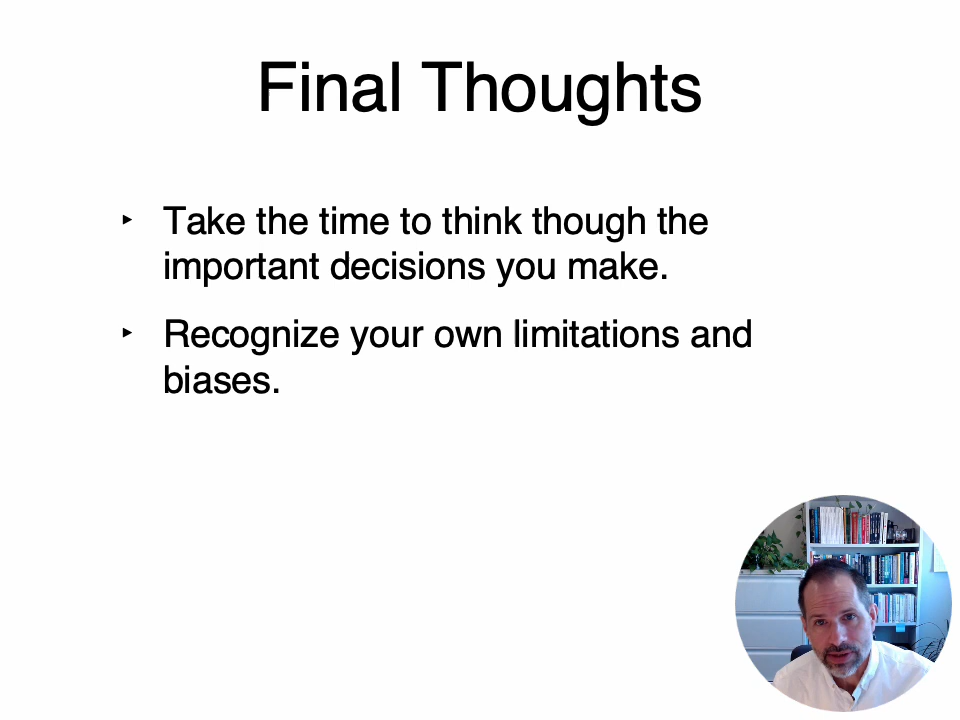 Final Thoughts
‣ Take the time to think though the
important decisions you make.
‣ Recognize your own limitations and
biases.